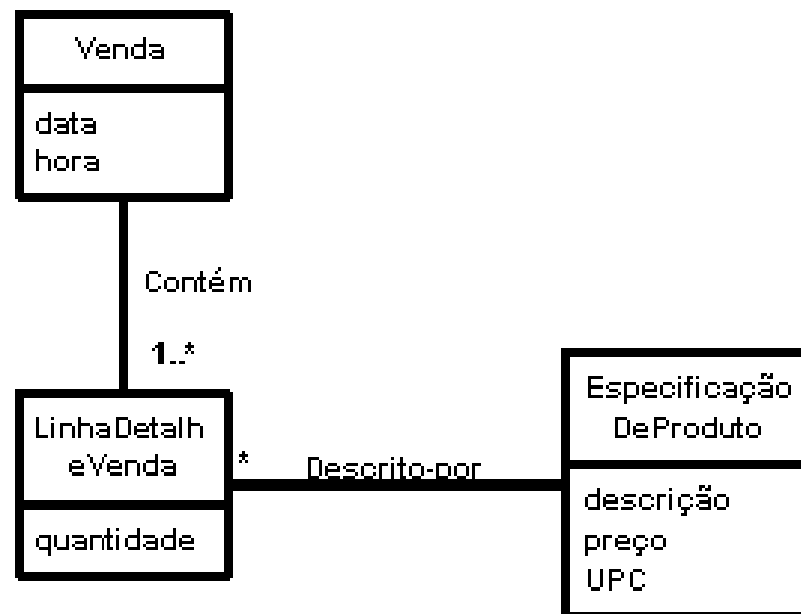 Venda
data
hora
Contém
1..*
LinhaDetalh
eVenda
*
Descrito-por
quantidade
Especificação
DeProduto
descrição
preço
UPC